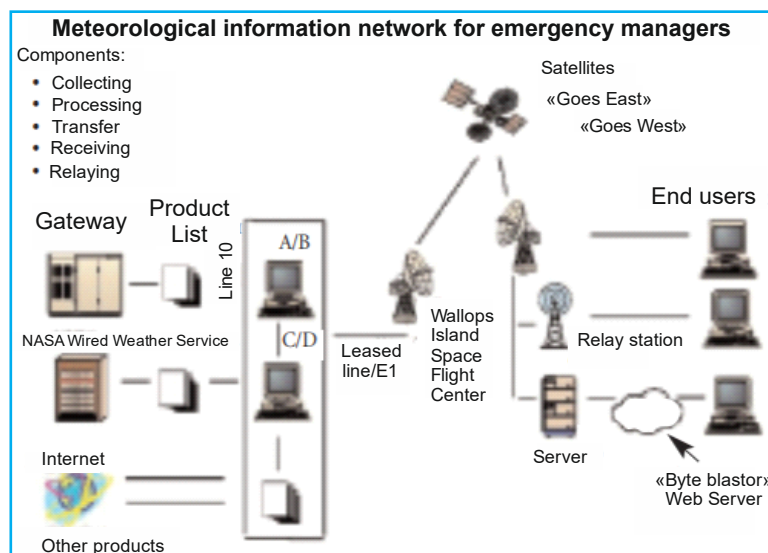 Meteorological information network for emergency managers
Components:
• Collecting
• Processing
• Transfer
• Receiving
• Relaying
Satellites
«Goes East»
«Goes West»
Gateway
Product
List
Line 10
A/B
End users
NASA Wired Weather Service
C/D
Leased
line/E1
Wallops
Island
Space
Flight
Center
Relay station
Internet
Server
«Byte blastor»
Web Server
Other products